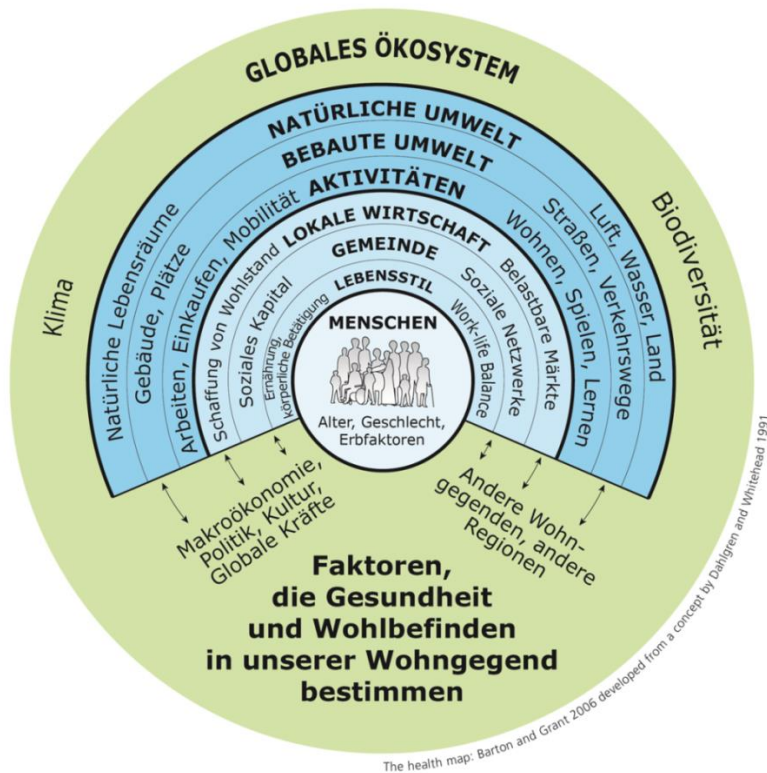 GLOBALES ÖKOSYSTEM
Klima
Biodiversität
NATÜRLICHE UMWELT
Natürliche Lebensräume
Luft, Wasser, Land
BEBAUTE UMWELT
Gebäude, Plätze
Straßen, Verkehrswege
AKTIVITÄTEN
Arbeiten, Einkaufen, Mobilität
Wohnen, Spielen, Lernen
LOKALE WIRTSCHAFT
Schaffung von Wohlstand
Belastbare Märkte
GEMEINDE
Soziales Kapital
Soziale Netzwerke
LEBENSSTIL
Ernährung,
körperliche Betätigung
Work-life Balance
MENSCHEN
Alter, Geschlecht,
Erbfaktoren
Makroökonomie,
Politik, Kultur,
Globale Kräfte
Andere Wohn-
gegenden, andere
Regionen
Faktoren,
die Gesundheit
und Wohlbefinden
in unserer Wohngegend
bestimmen
The health map: Barton and Grant 2006 developed from a concept by Dahlgren and Whitehead 1991